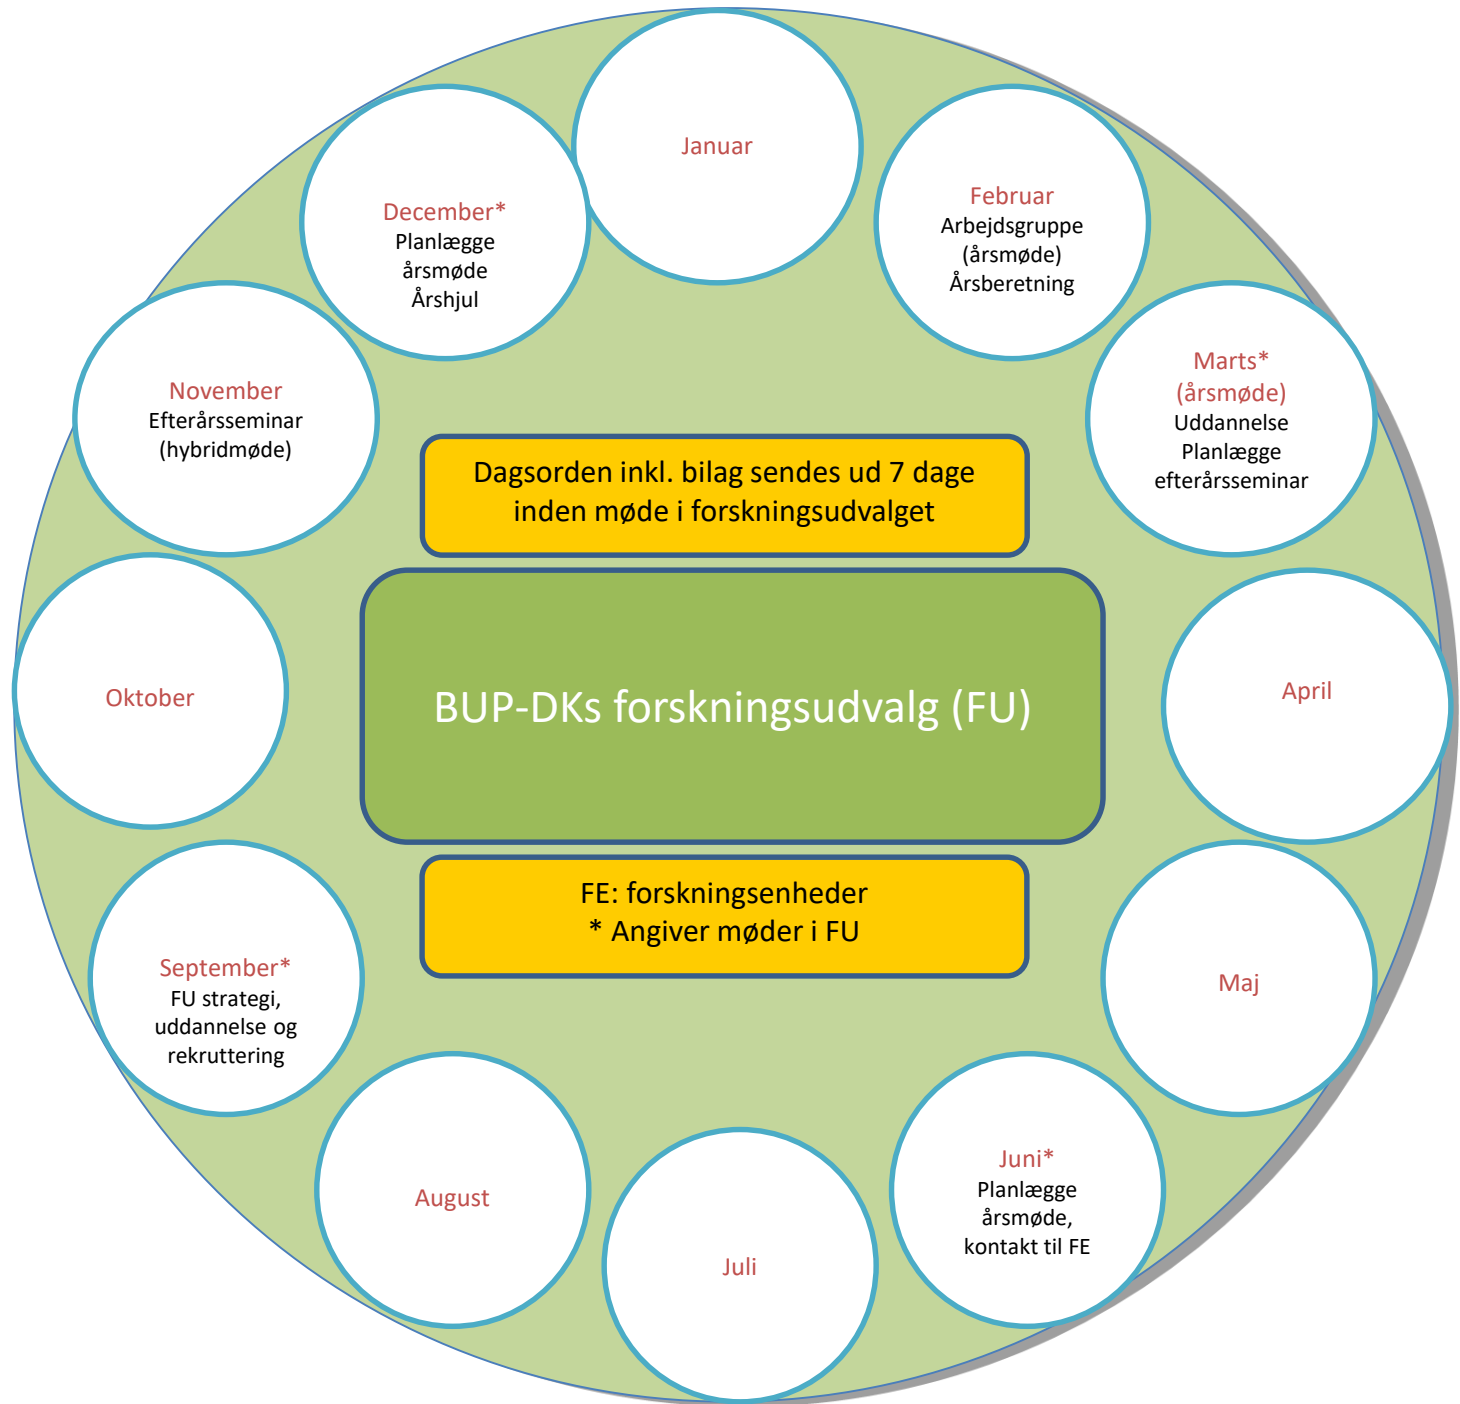 Januar
Februar
Arbejdsgruppe
(årsmøde)
Årsberetning
Marts*
(årsmøde)
Uddannelse
Planlægge
efterårsseminar
April
Maj
Juni*
Planlægge
årsmøde,
kontakt til FE
Juli
August
September*
FU strategi,
uddannelse og
rekruttering
Oktober
November
Efterårsseminar
(hybridmøde)
December*
Planlægge
årsmøde
Årshjul
Dagsorden inkl. bilag sendes ud 7 dage
inden møde i forskningsudvalget
BUP-DKs forskningsudvalg (FU)
FE: forskningsenheder
* Angiver møder i FU